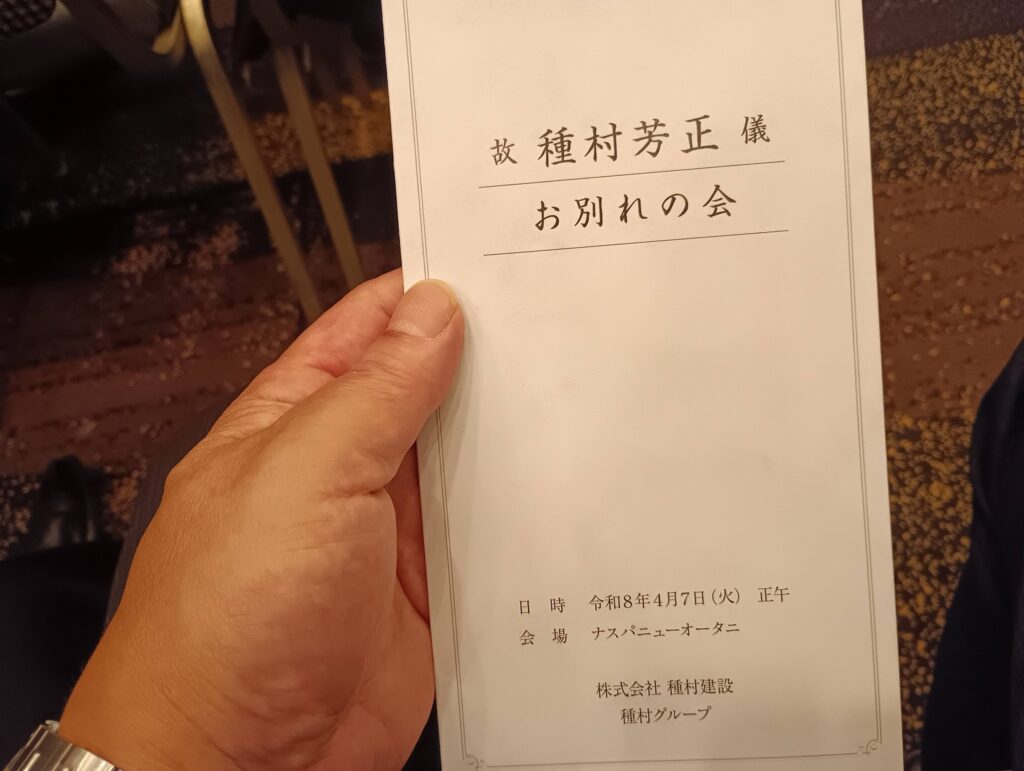 故 種村芳正 儀
お別れの会
日 時 令和8年4月7日(火) 正午
会 場 ナスパニューオータニ
株式会社 種村建設
種村グループ